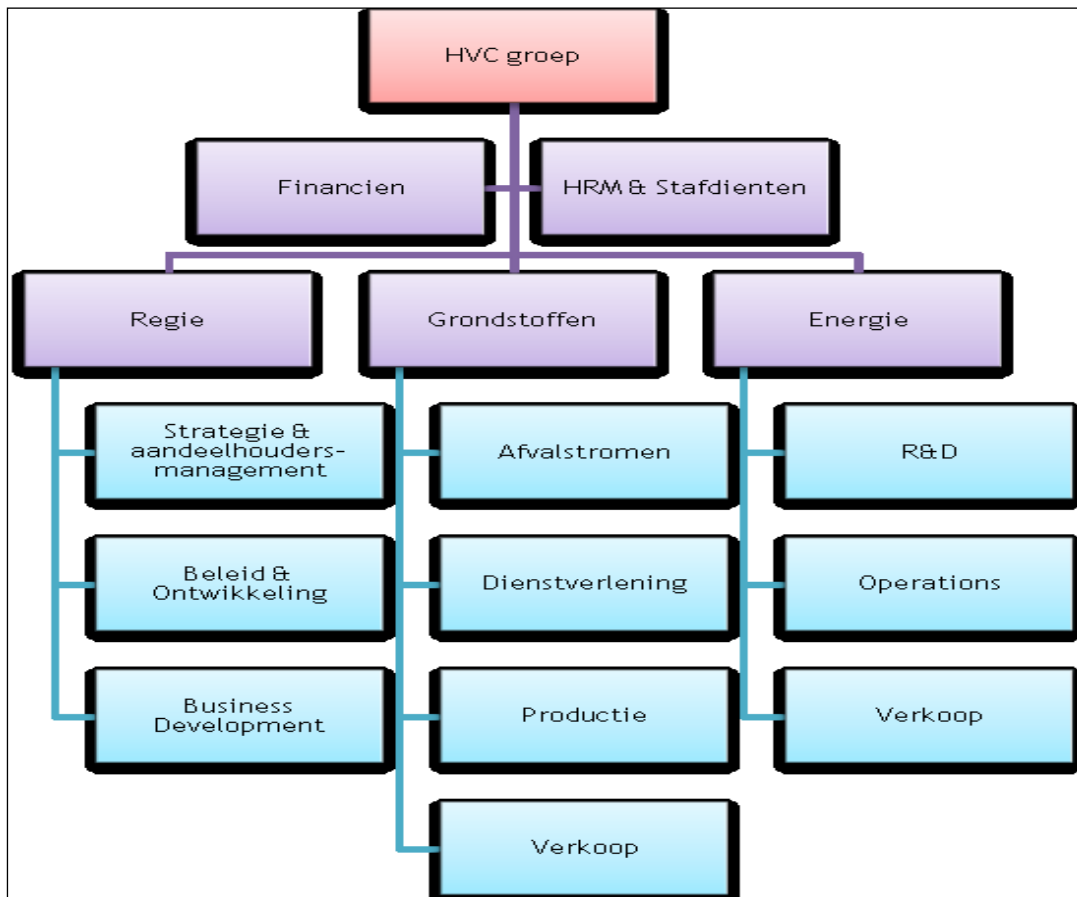 HVC groep
Financien
HRM & Stafdienten
Regie
Grondstoffen
Energie
Strategie &
aandeelhouders-
management
Afvalstromen
R&D
Beleid &
Ontwikkeling
Dienstverlening
Operations
Business
Development
Productie
Verkoop
Verkoop